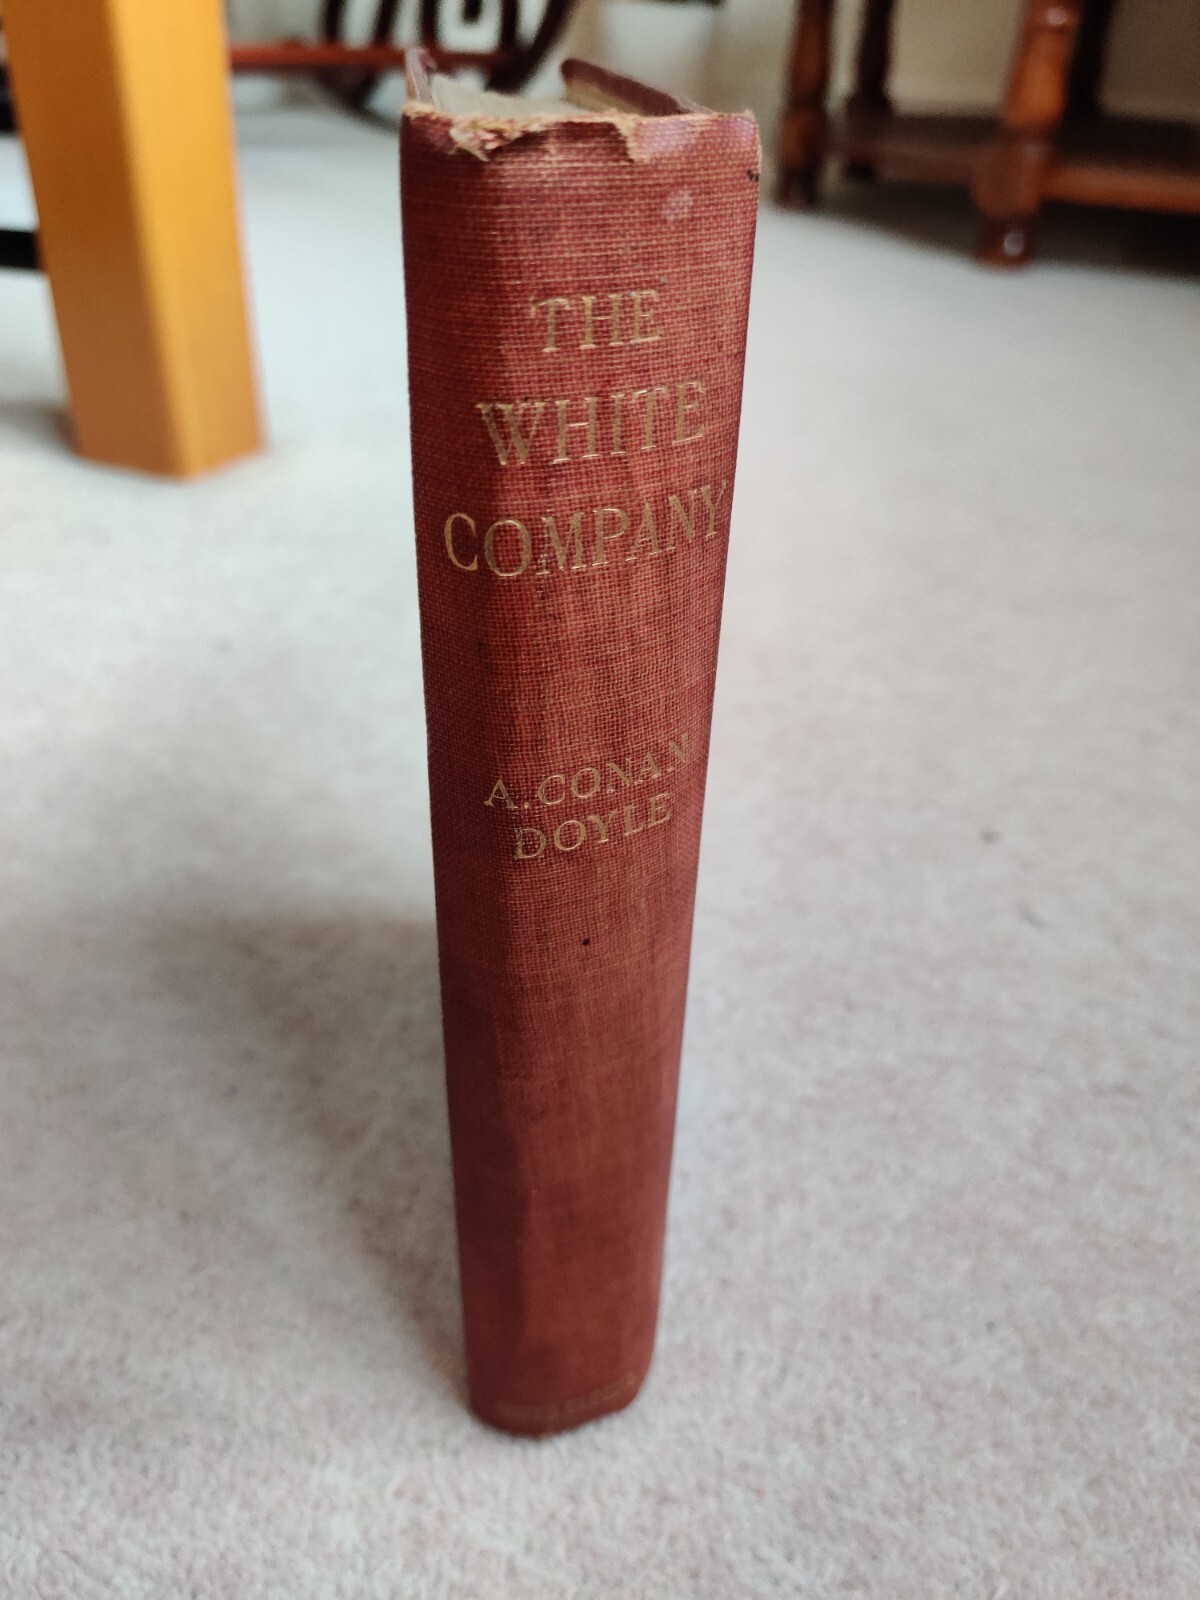 THE
WHITE
COMPANY
A. CONAN
DOYLE